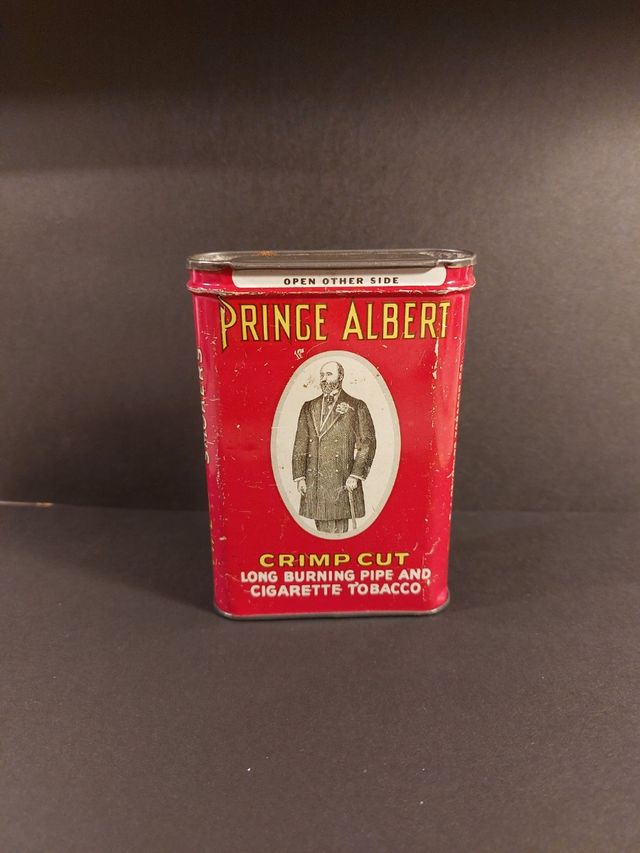 OPEN OTHER SIDE
PRINCE ALBERT
CRIMP CUT
LONG BURNING PIPE AND
CIGARETTE TOBACCO